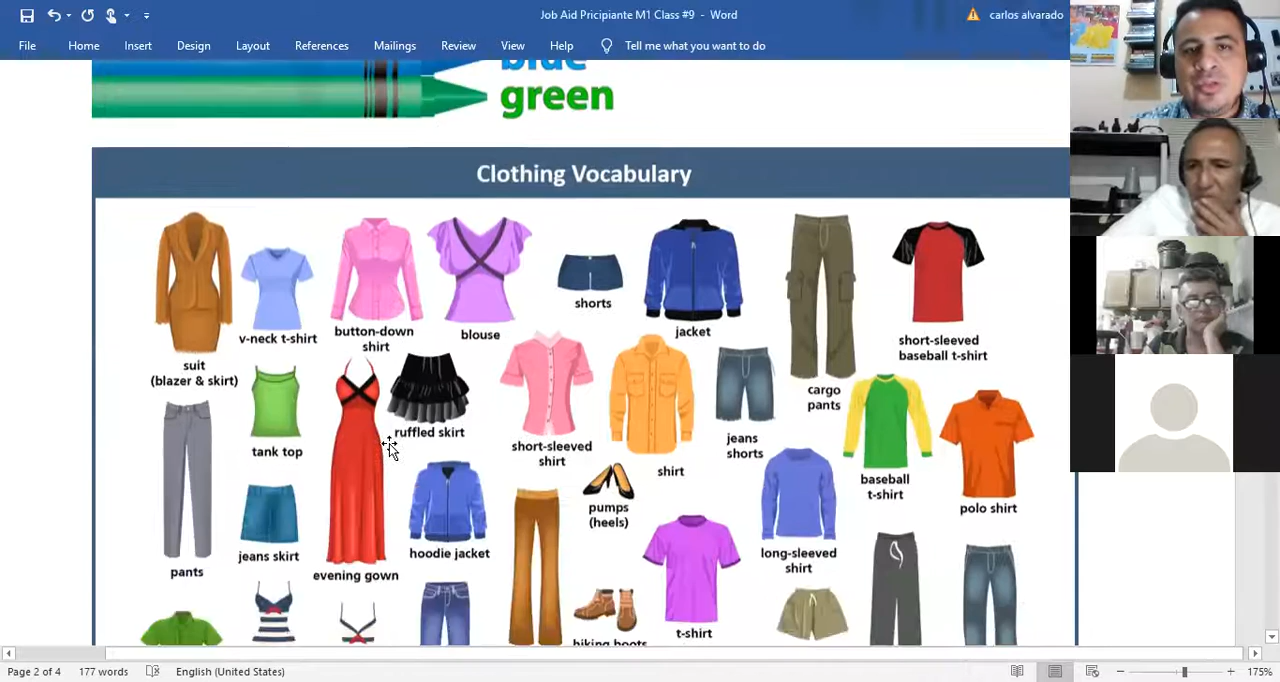 Job Aid Pricipiante M1 Class #9 - Word
carlos alvarado
File Home Insert Design Layout References Mailings Review View Help Tell me what you want to do
blue
green
Clothing Vocabulary
suit
(blazer & skirt)
v-neck t-shirt
button-down
shirt
blouse
shorts
jacket
cargo
pants
short-sleeved
baseball t-shirt
tank top
ruffled skirt
short-sleeved
shirt
shirt
jeans
shorts
baseball
t-shirt
polo shirt
pants
jeans skirt
evening gown
hoodie jacket
pumps
(heels)
long-sleeved
shirt
hiking boots
t-shirt
Page 2 of 4 177 words English (United States) 175%